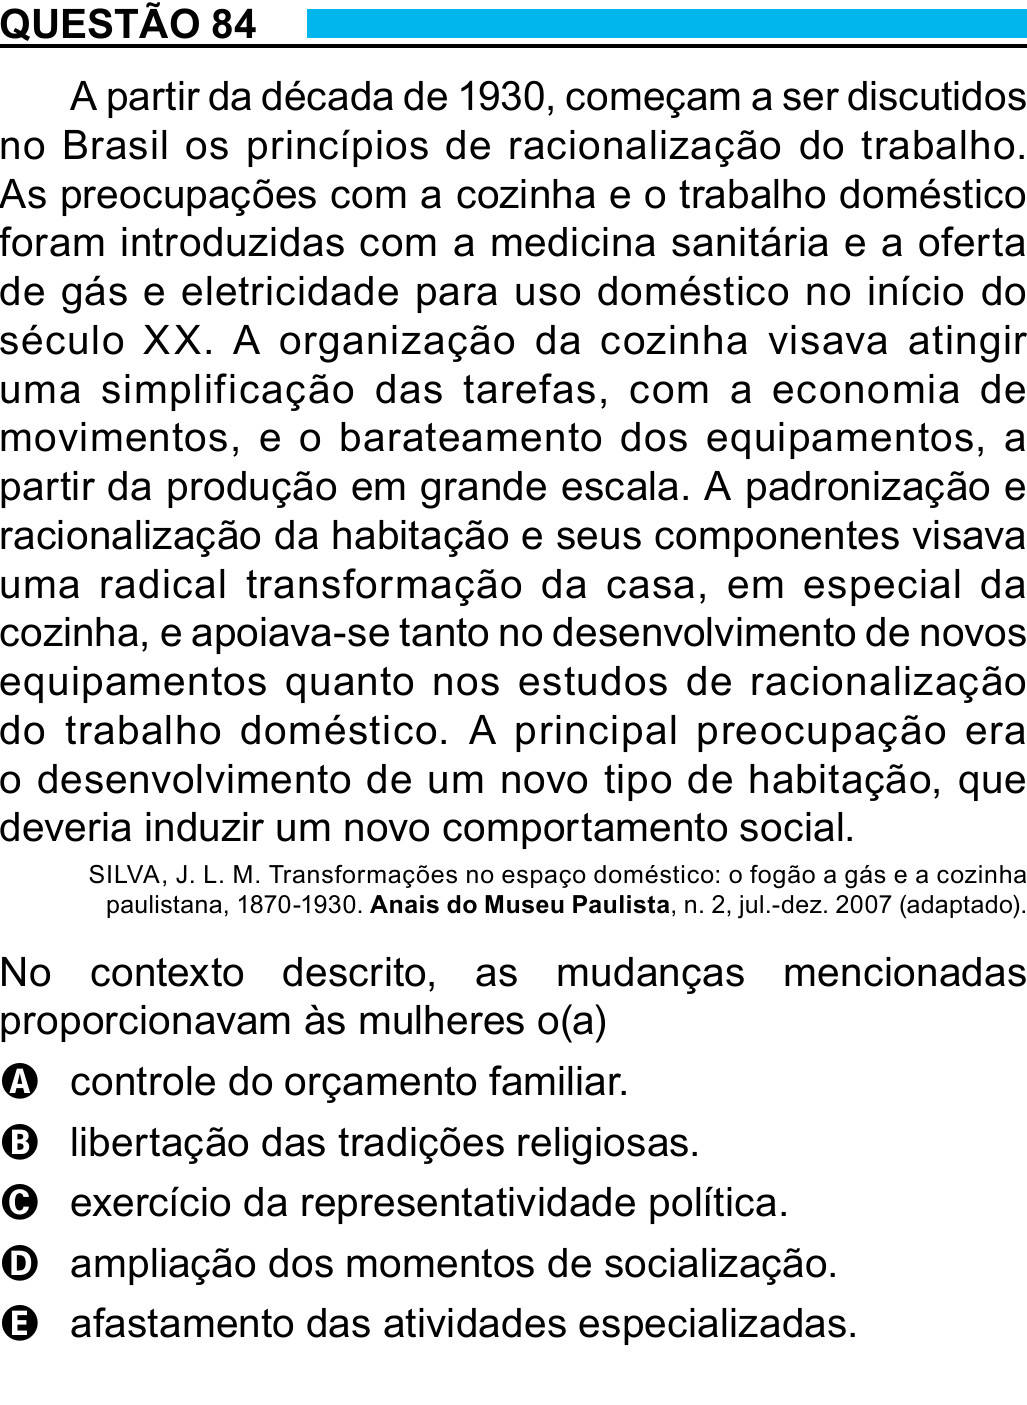 QUESTÃO 84
A partir da década de 1930, começam a ser discutidos
no Brasil os princípios de racionalização do trabalho.
As preocupações com a cozinha e o trabalho doméstico
foram introduzidas com a medicina sanitária e a oferta
de gás e eletricidade para uso doméstico no início do
século XX. A organização da cozinha visava atingir
uma simplificação das tarefas, com a economia de
movimentos, e o barateamento dos equipamentos, a
partir da produção em grande escala. A padronização e
racionalização da habitação e seus componentes visava
uma radical transformação da casa, em especial da
cozinha, e apoiava-se tanto no desenvolvimento de novos
equipamentos quanto nos estudos de racionalização
do trabalho doméstico. A principal preocupação era
o desenvolvimento de um novo tipo de habitação, que
deveria induzir um novo comportamento social.
SILVA, J. L. M. Transformações no espaço doméstico: o fogão a gás e a cozinha
paulistana, 1870-1930. Anais do Museu Paulista, n. 2, jul.-dez. 2007 (adaptado).
No contexto descrito, as mudanças mencionadas
proporcionavam às mulheres o(a)
A controle do orçamento familiar.
B libertação das tradições religiosas.
C exercício da representatividade política.
D ampliação dos momentos de socialização.
E afastamento das atividades especializadas.